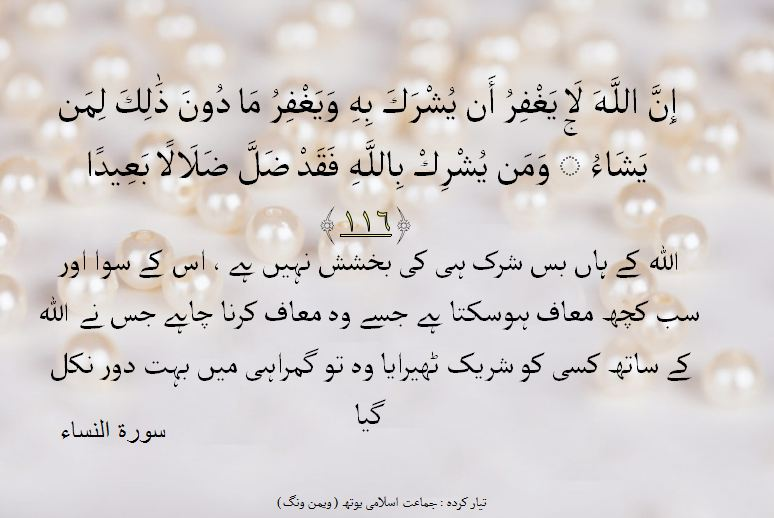 إِنَّ اللَّهَ لَا يَغْفِرُ أَن يُشْرَكَ بِهِ وَيَغْفِرُ مَا دُونَ ذَٰلِكَ لِمَن
يَشَاءُ ۚ وَمَن يُشْرِكْ بِاللَّهِ فَقَدْ ضَلَّ ضَلَالًا بَعِيدًا
﴿١١٦﴾
اللہ کے ہاں بس شرک ہی کی بخشش نہیں ہے ، اس کے سوا اور
سب کچھ معاف ہوسکتا ہے جسے وہ معاف کرنا چاہے جس نے اللہ
کے ساتھ کسی کو شریک ٹھیرایا وہ تو گمراہی میں بہت دور نکل
گیا
سورة النساء
تیار کردہ : جماعت اسلامی یوتھ ( ویمن ونگ )